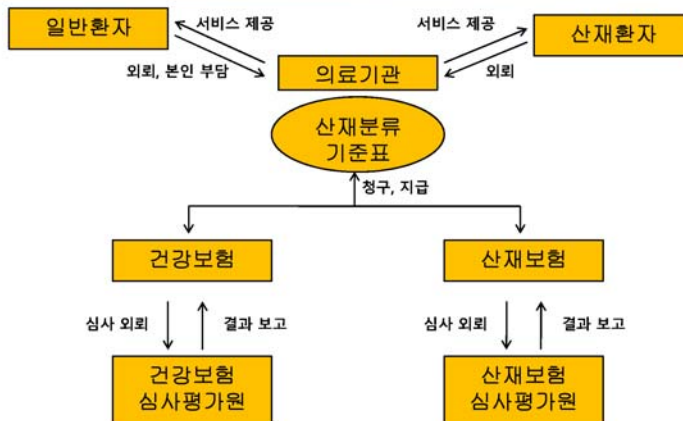 일반환자
서비스 제공
서비스 제공
산재환자
외뢰, 본인 부담
의료기관
외뢰
산재분류
기준표
청구, 지급
건강보험
산재보험
심사 외뢰
결과 보고
심사 외뢰
결과 보고
건강보험
심사평가원
산재보험
심사평가원